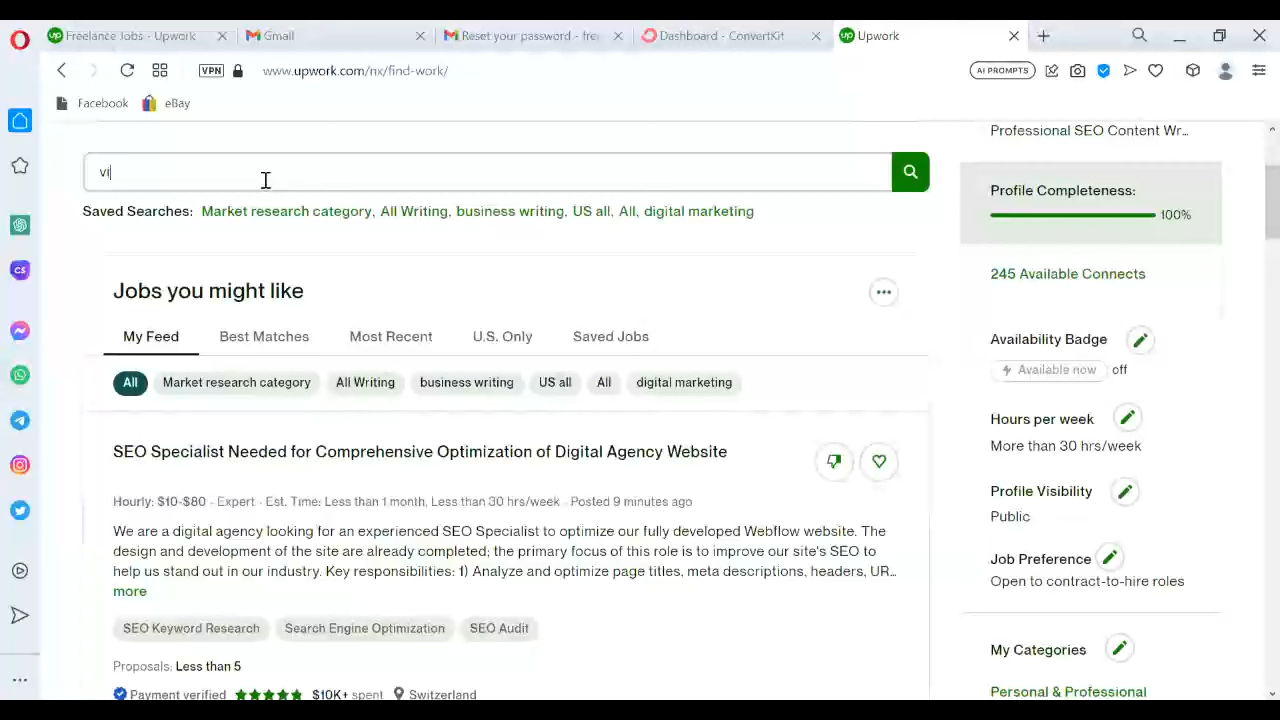 Freelance Jobs - Upwork
Gmail
Reset your password - free
Dashboard - ConvertKit
Upwork
VPN
www.upwork.com/nx/find-work/
AI PROMPTS
Facebook
eBay
vi
Saved Searches: Market research category, All Writing, business writing, US all, All, digital marketing
Jobs you might like
My Feed
Best Matches
Most Recent
U.S. Only
Saved Jobs
All
Market research category
All Writing
business writing
US all
All
digital marketing
SEO Specialist Needed for Comprehensive Optimization of Digital Agency Website
Hourly: $10-$80 - Expert - Est. Time: Less than 1 month, Less than 30 hrs/week - Posted 9 minutes ago
We are a digital agency looking for an experienced SEO Specialist to optimize our fully developed Webflow website. The
design and development of the site are already completed; the primary focus of this role is to improve our site's SEO to
help us stand out in our industry. Key responsibilities: 1) Analyze and optimize page titles, meta descriptions, headers, UR...
more
SEO Keyword Research
Search Engine Optimization
SEO Audit
Proposals: Less than 5
Payment verified
$10K+ spent
Switzerland
Professional SEO Content Wr...
Profile Completeness:
100%
245 Available Connects
Availability Badge
Available now
off
Hours per week
More than 30 hrs/week
Profile Visibility
Public
Job Preference
Open to contract-to-hire roles
My Categories
Personal & Professional
CS